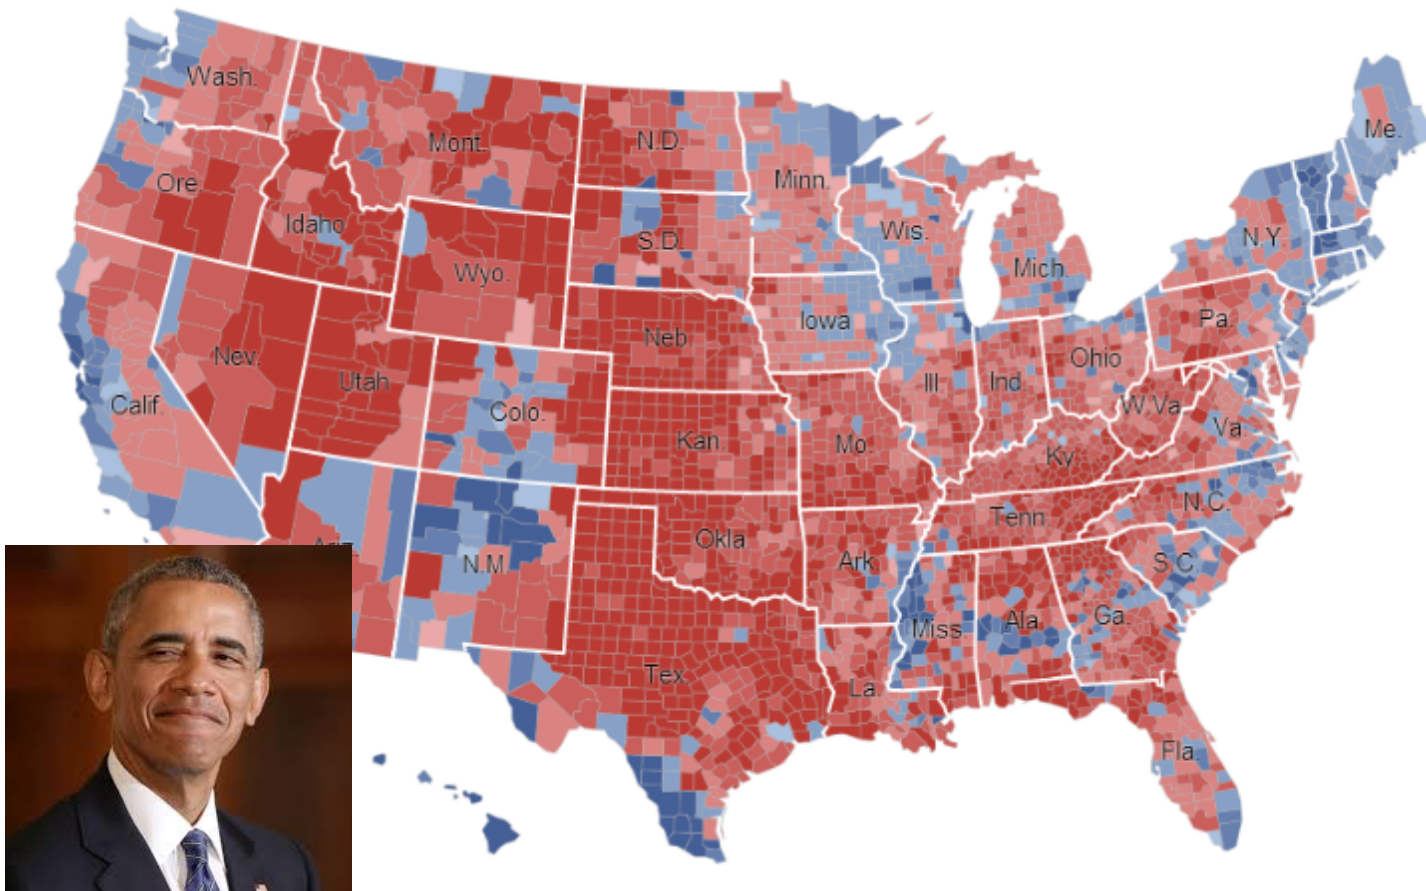 Wash.
Mont.
N.D.
Minn.
Me.
Ore.
Idaho
S.D.
Wis.
N.Y
Mich.
Wyo.
Neb
Iowa
Pa.
Nev.
Utah
Colo.
Ill
Ind.
Ohio
Calif.
Kan.
Mo.
W.Va
Va
Ky
N.C.
Tenn.
Ariz.
N.M.
Okla
Ark
S.C
Miss.
Ala.
Ga.
Tex
La
Fla.